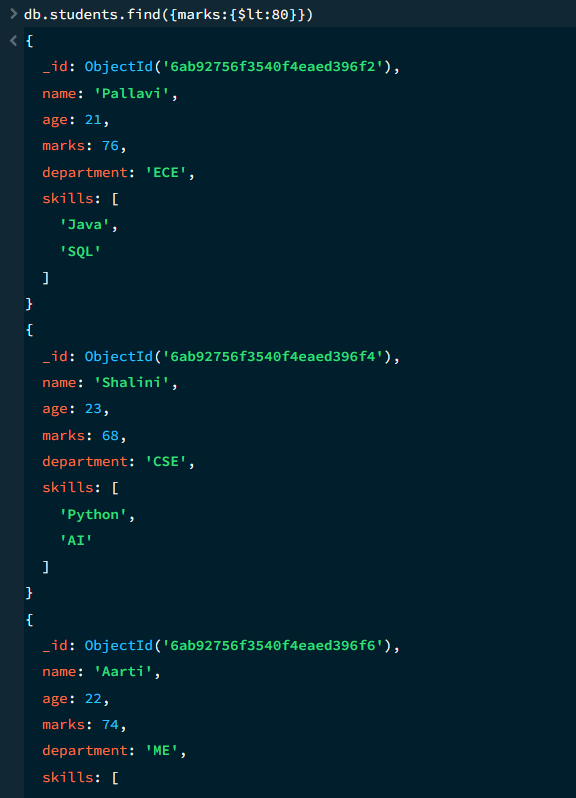 > db.students.find({marks:{$lt:80}})
< {
_id: ObjectId('6ab92756f3540f4eaed396f2'),
name: 'Pallavi',
age: 21,
marks: 76,
department: 'ECE',
skills: [
'Java',
'SQL'
]
}
{
_id: ObjectId('6ab92756f3540f4eaed396f4'),
name: 'Shalini',
age: 23,
marks: 68,
department: 'CSE',
skills: [
'Python',
'AI'
]
}
{
_id: ObjectId('6ab92756f3540f4eaed396f6'),
name: 'Aarti',
age: 22,
marks: 74,
department: 'ME',
skills: [